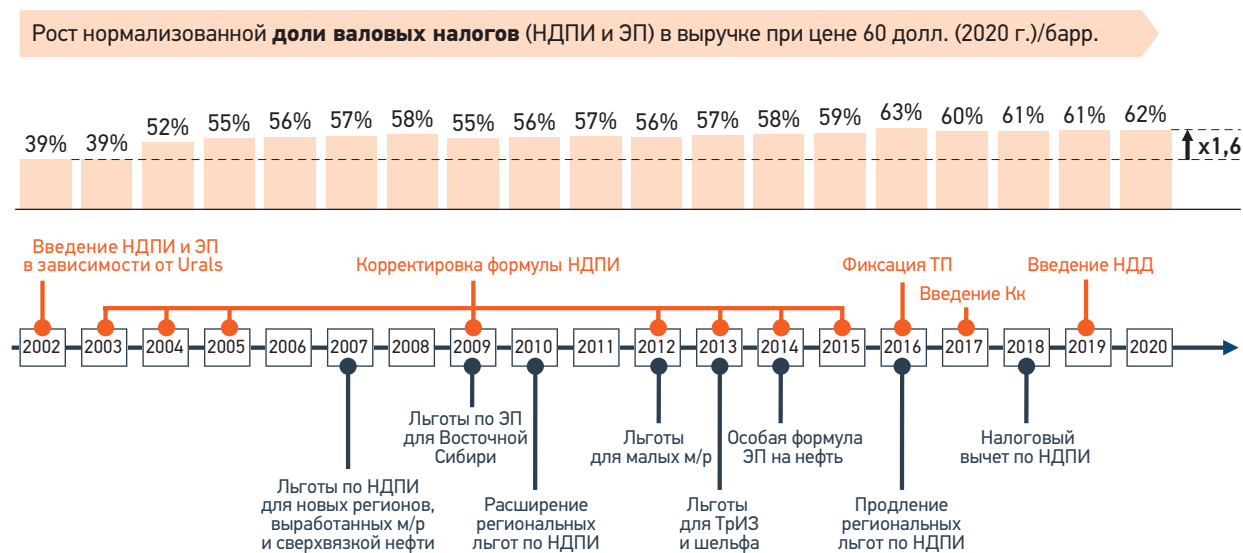 Рост нормализованной доли валовых налогов (НДПИ и ЭП) в выручке при цене 60 долл. (2020 г.)/барр.
39% 39% 52% 55% 56% 57% 58% 55% 56% 57% 56% 57% 58% 59% 63% 60% 61% 61% 62%
x1,6
Введение НДПИ и ЭП
в зависимости от Urals
Корректировка формулы НДПИ
Фиксация ТП
Введение Кк
Введение НДД
2002 2003 2004 2005 2006 2007 2008 2009 2010 2011 2012 2013 2014 2015 2016 2017 2018 2019 2020
Льготы по НДПИ
для новых регионов,
выработанных м/р
и сверхвязкой нефти
Льготы по ЭП
для Восточной
Сибири
Расширение
региональных
льгот по НДПИ
Льготы
для малых м/р
Льготы
для ТрИЗ
и шельфа
Особая формула
ЭП на нефть
Продление
региональных
льгот по НДПИ
Налоговый
вычет по НДПИ